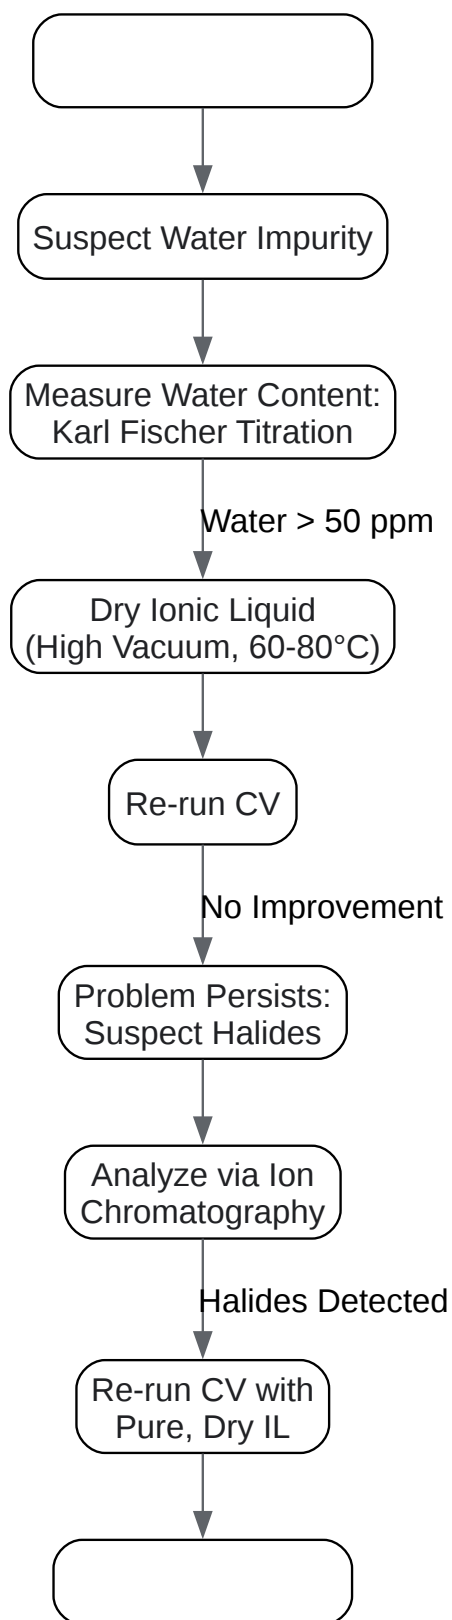 Suspect Water Impurity
Measure Water Content:
Karl Fischer Titration
Water > 50 ppm
Dry Ionic Liquid
(High Vacuum, 60-80°C)
Re-run CV
No Improvement
Problem Persists:
Suspect Halides
Analyze via Ion
Chromatography
Halides Detected
Re-run CV with
Pure, Dry IL